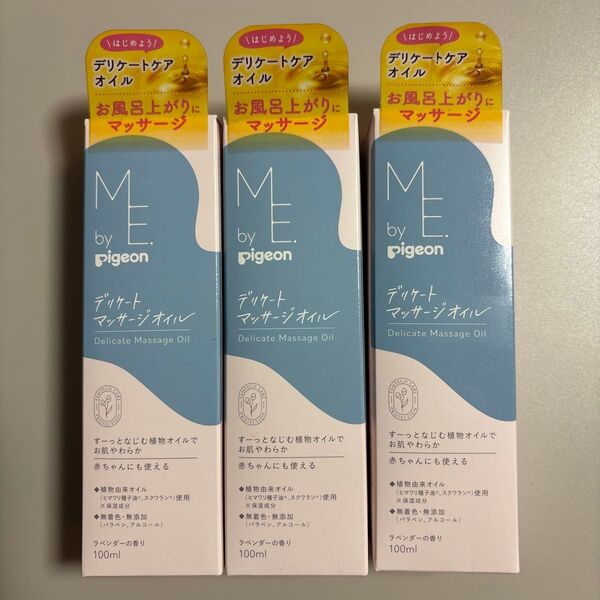 はじめよう
デリケートケア
オイル
お風呂上がりに
マッサージ
M
E.
by
Pigeon
デリケート
マッサージオイル
Delicate Massage Oil
FEMTECH CARE
PROTECTION
すーっとなじむ植物オイルで
お肌やわらか
赤ちゃんにも使える
◆植物由来オイル
(ヒマワリ種子油※、スクワラン※)使用
※保湿成分
◆無着色・無添加
(パラベン、アルコール)
ラベンダーの香り
100ml
はじめよう
デリケートケア
オイル
お風呂上がりに
マッサージ
M
E.
by
Pigeon
デリケート
マッサージオイル
Delicate Massage Oil
すーっとなじむ植物オイルで
お肌やわらか
赤ちゃんにも使える
◆植物由来オイル
(ヒマワリ種子油※、スクワラン※)使用
※保湿成分
◆無着色・無添加
(パラベン、アルコール)
ラベンダーの香り
100ml
はじめよう
デリケートケア
オイル
お風呂上がりに
マッサージ
M
E.
by
Pigeon
デリケート
マッサージオイル
Delicate Massage Oil
すーっとなじむ植物オイルで
お肌やわらか
赤ちゃんにも使える
◆植物由来オイル
(ヒマワリ種子油※、スクワラン※)使用
※保湿成分
◆無着色・無添加
(パラベン、アルコール)
ラベンダーの香り
100ml